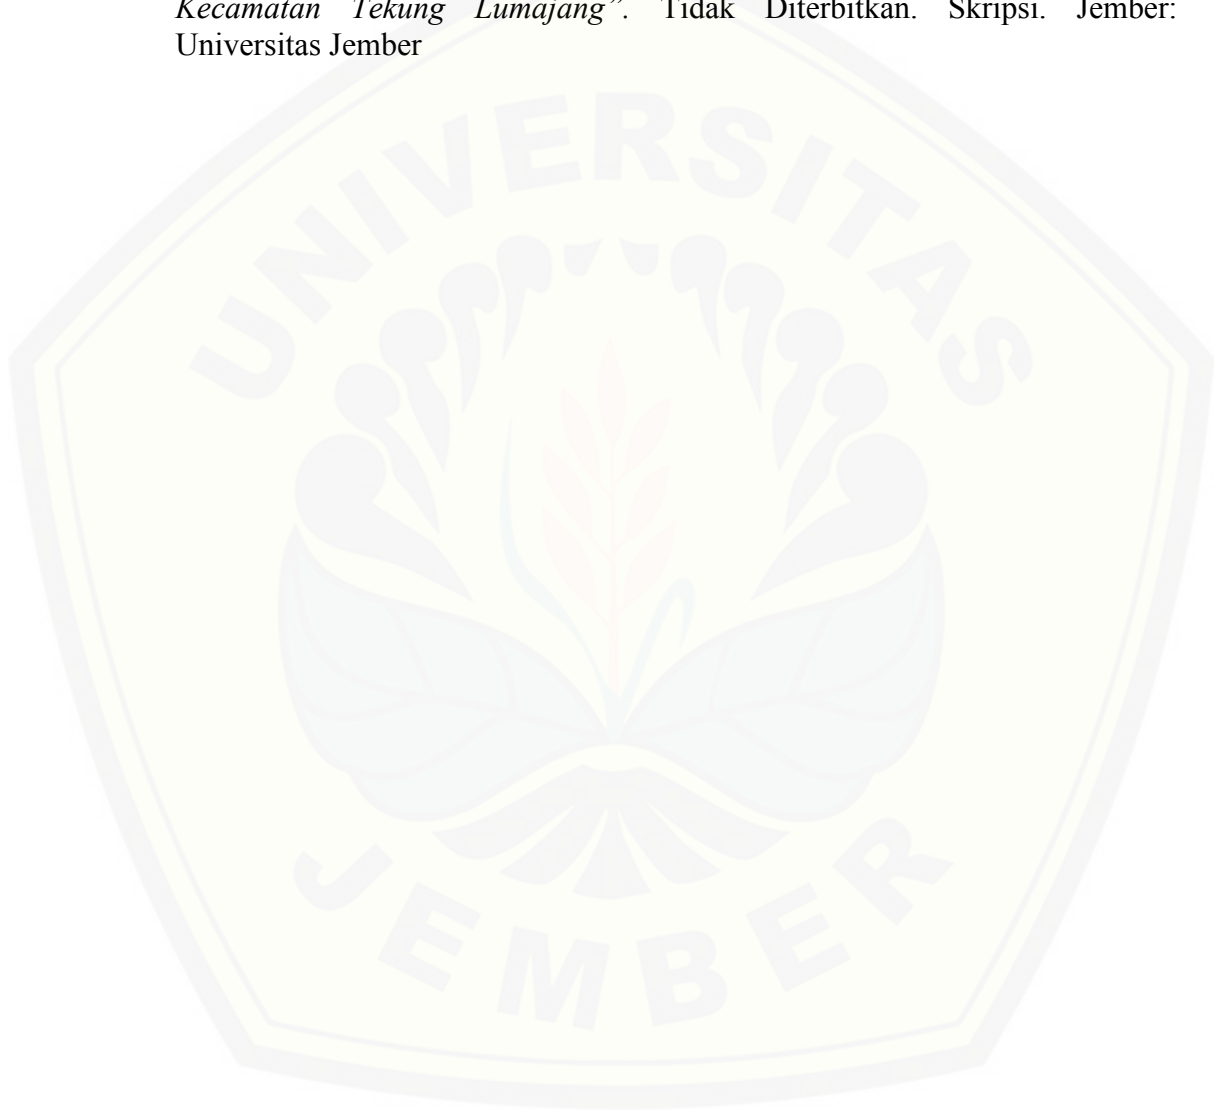 Kecamatan Tekung Lumajang”. Tidak Diterbitkan. Skripsi. Jember:
Universitas Jember
UNIVERSITAS
JEMBER